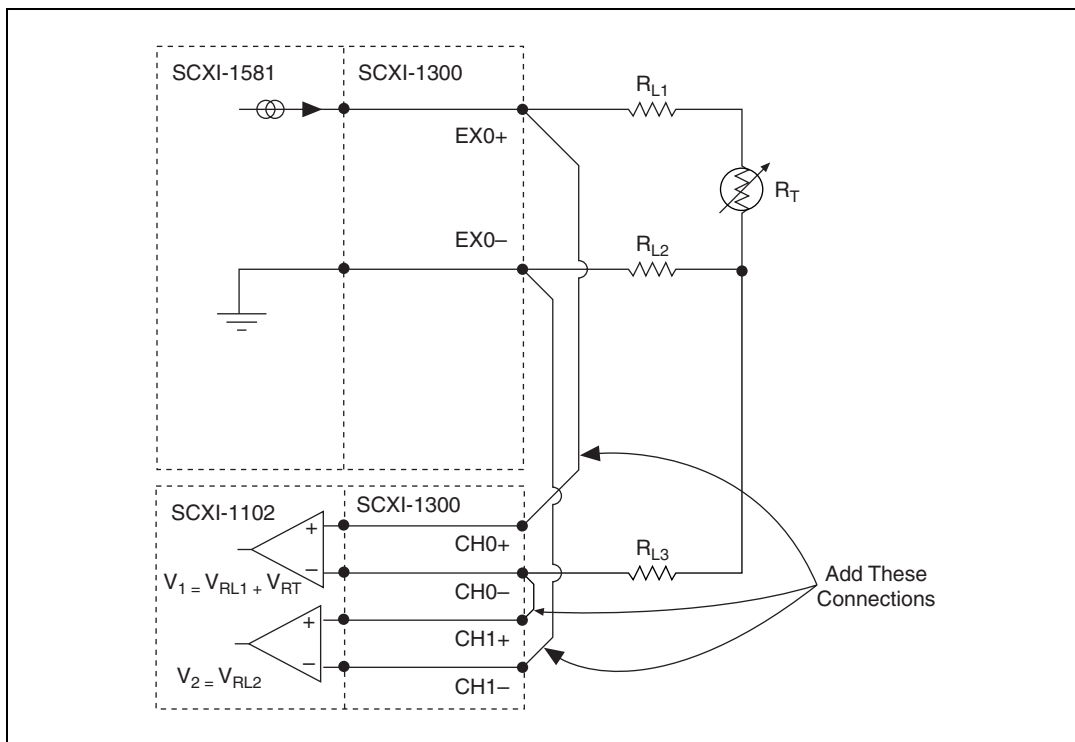 SCXI-1581
SCXI-1300
EX0+
EX0–
R_L1
R_T
R_L2
SCXI-1102
SCXI-1300
+
–
CH0+
CH0–
V_1 = V_RL1 + V_RT
+
–
CH1+
CH1–
V_2 = V_RL2
R_L3
Add These
Connections